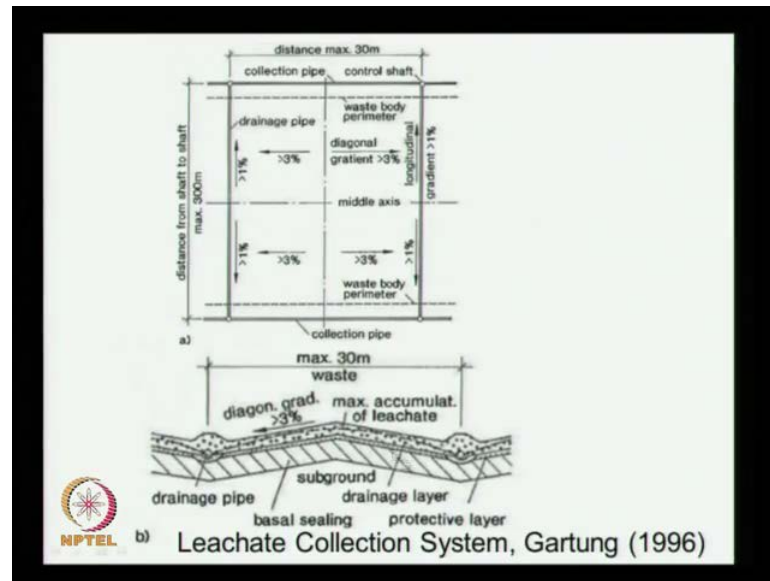 distance max. 30m
collection pipe
control shaft
waste body
perimeter
drainage pipe
diagonal
gratient >3%
>3%
>1%
longitudinal
gradient >1%
distance from shaft to shaft
max. 300m
middle axis
>1%
>3%
>3%
>1%
waste body
perimeter
collection pipe
a)
max. 30m
waste
diagon. grad.
>3%
max. accumulat.
of leachate
subground
drainage pipe
drainage layer
basal sealing
protective layer
NPTEL
b) Leachate Collection System, Gartung (1996)